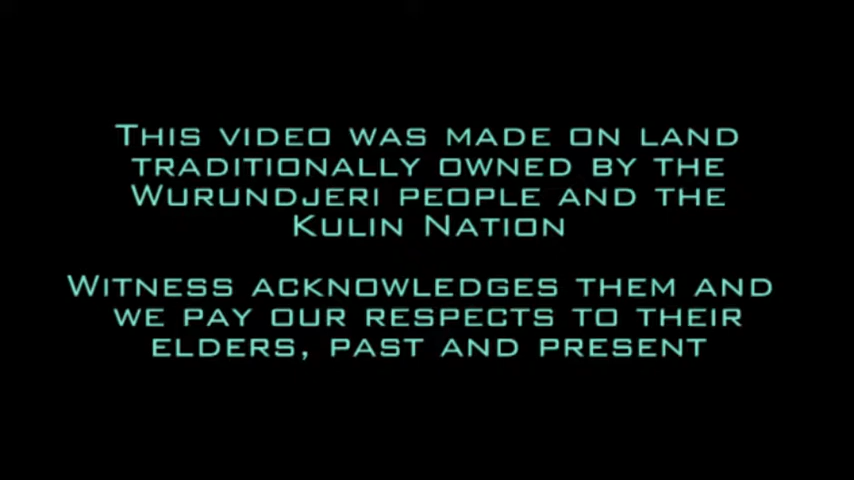 This video was made on land
traditionally owned by the
Wurundjeri people and the
Kulin Nation
Witness acknowledges them and
we pay our respects to their
elders, past and present